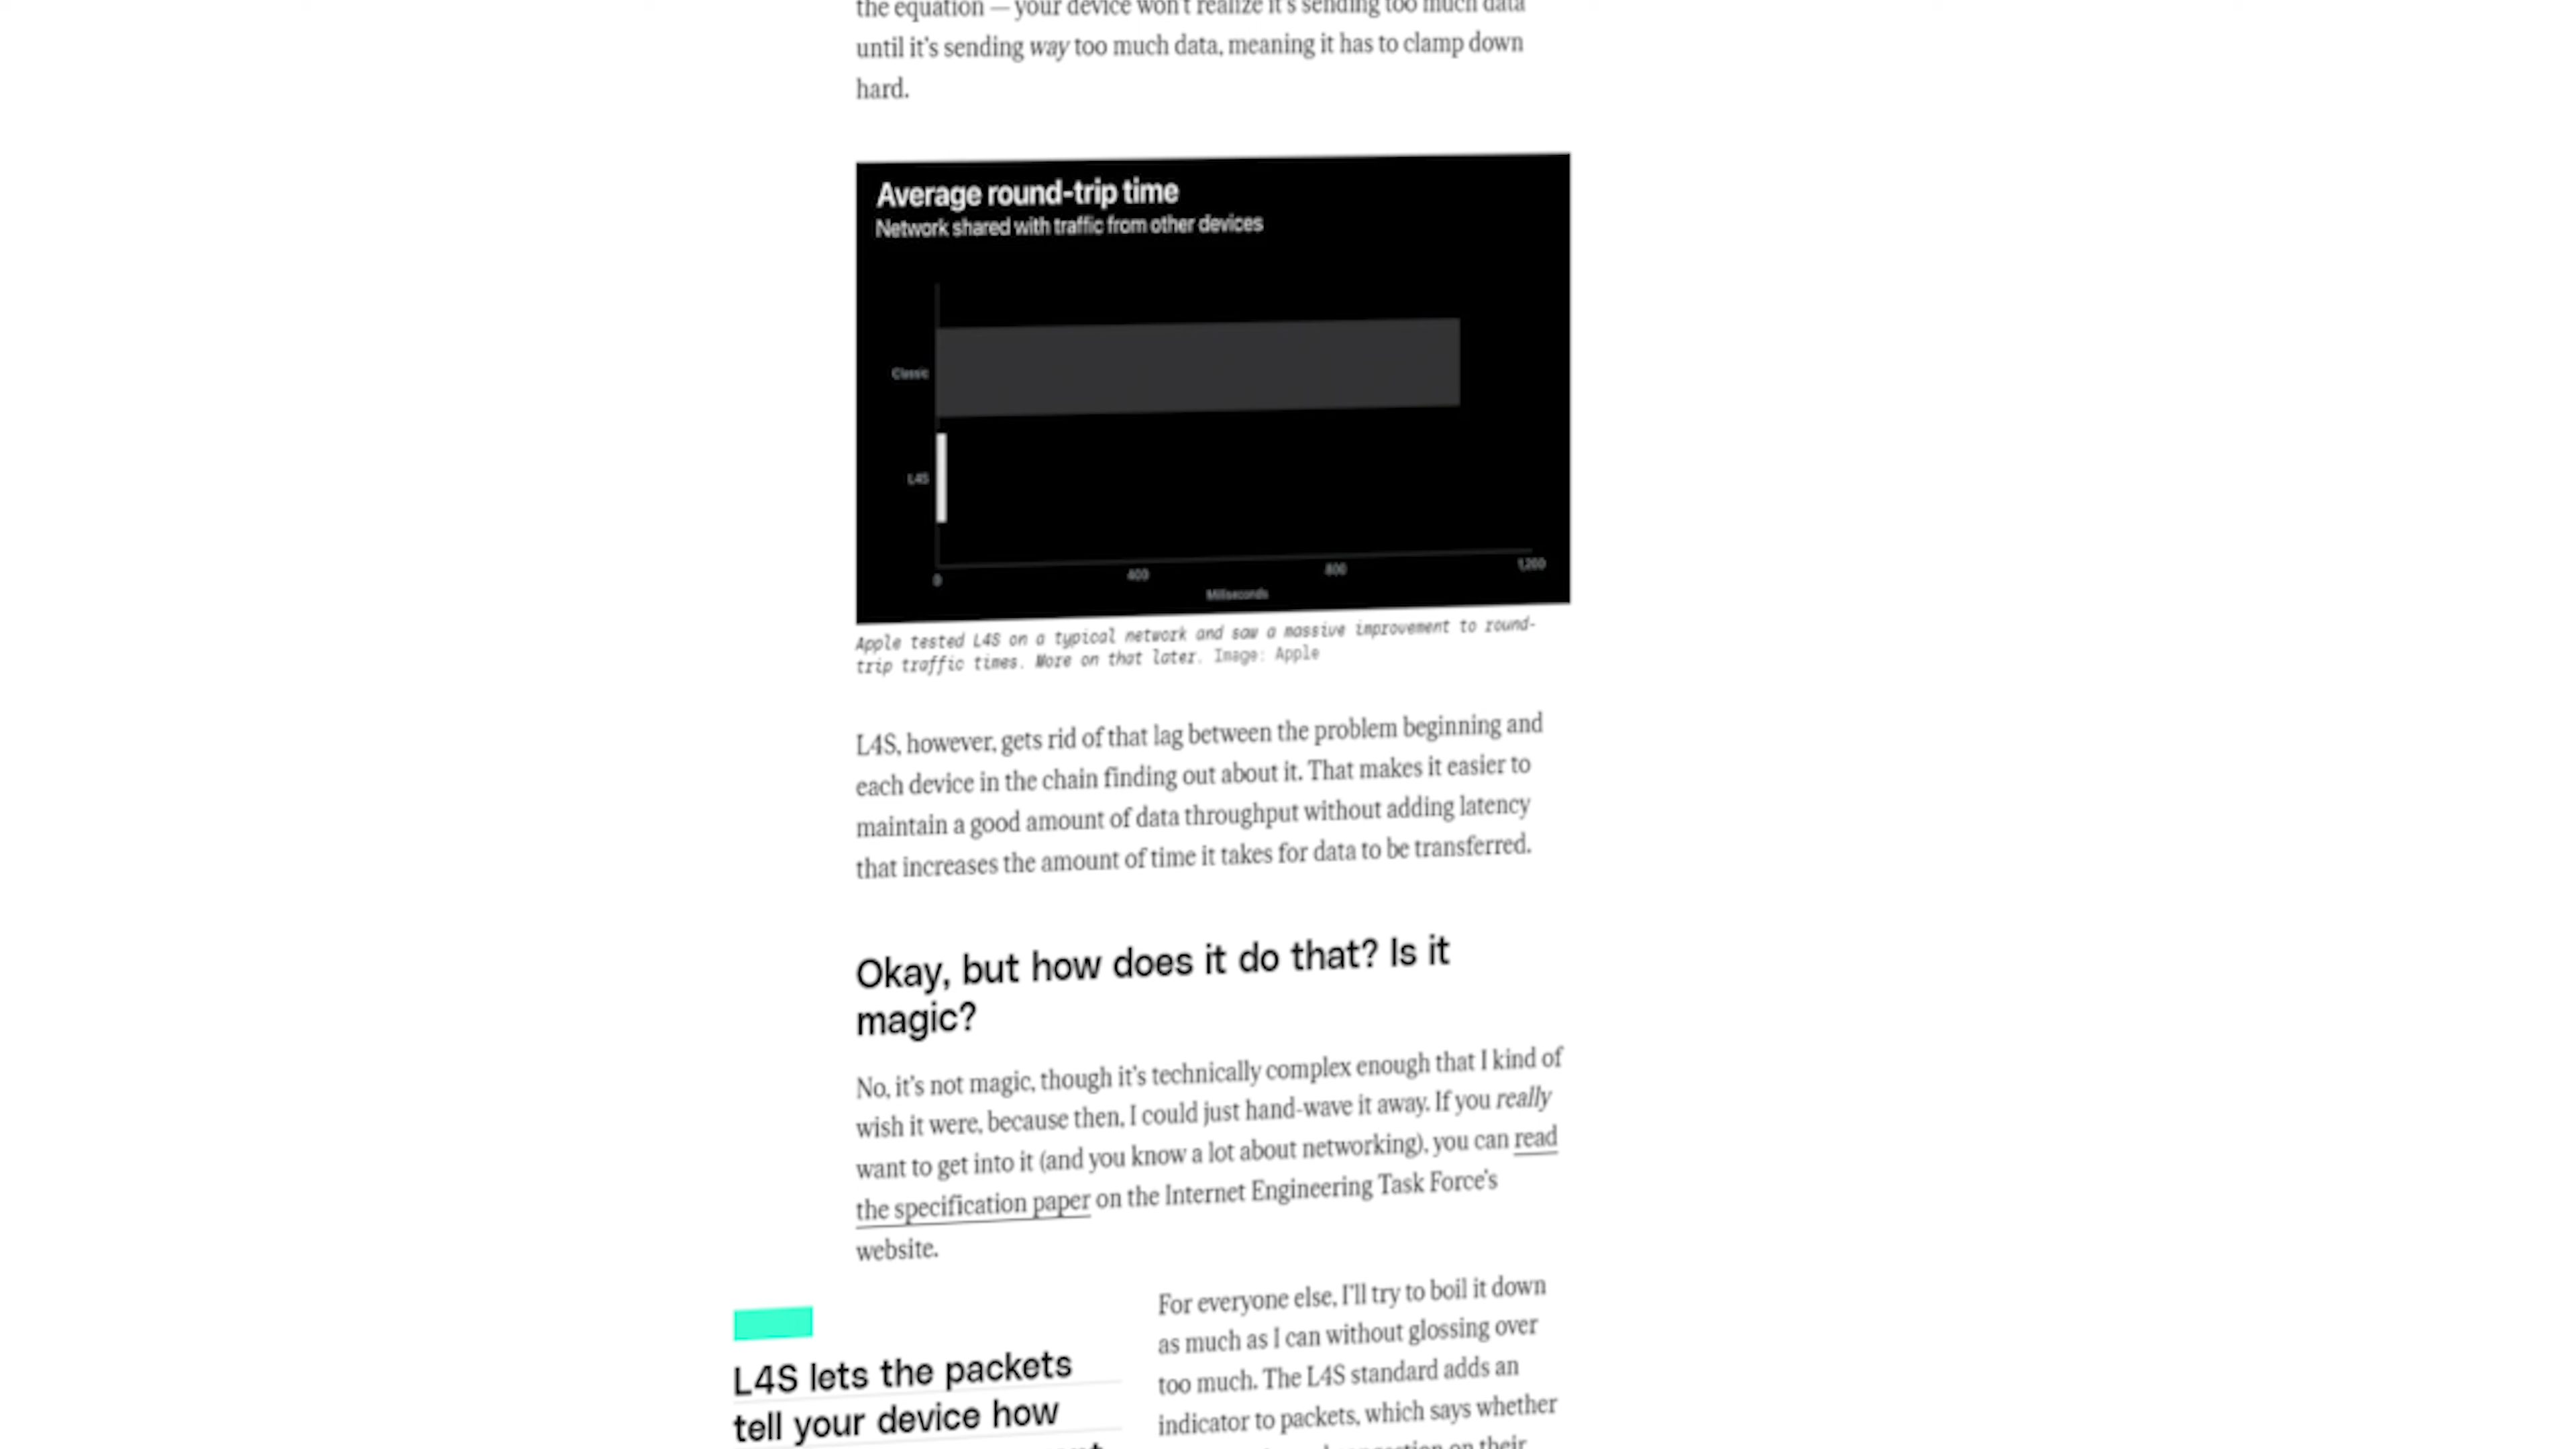 the equation — your device won't realize it's sending too much data
until it's sending way too much data, meaning it has to clamp down
hard.
Average round-trip time
Network shared with traffic from other devices
Classic
L4S
0
400
800
1,200
Milliseconds
Apple tested L4S on a typical network and saw a massive improvement to round-
trip traffic times. More on that later. Image: Apple
L4S, however, gets rid of that lag between the problem beginning and
each device in the chain finding out about it. That makes it easier to
maintain a good amount of data throughput without adding latency
that increases the amount of time it takes for data to be transferred.
Okay, but how does it do that? Is it
magic?
No, it's not magic, though it's technically complex enough that I kind of
wish it were, because then, I could just hand-wave it away. If you really
want to get into it (and you know a lot about networking), you can read
the specification paper on the Internet Engineering Task Force's
website.
L4S lets the packets
tell your device how
For everyone else, I'll try to boil it down
as much as I can without glossing over
too much. The L4S standard adds an
indicator to packets, which says whether
on their